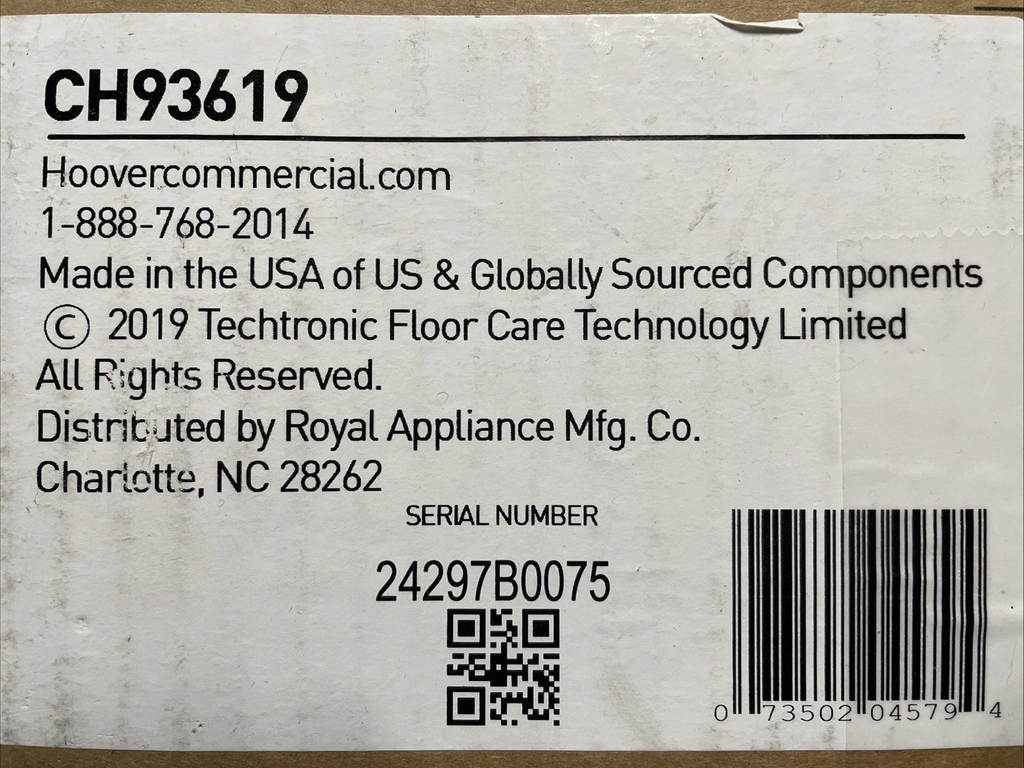 CH93619
Hoovercommercial.com
1-888-768-2014
Made in the USA of US & Globally Sourced Components
© 2019 Techtronic Floor Care Technology Limited
All Rights Reserved.
Distributed by Royal Appliance Mfg. Co.
Charlotte, NC 28262
SERIAL NUMBER
24297B0075
0 73502 04579 4